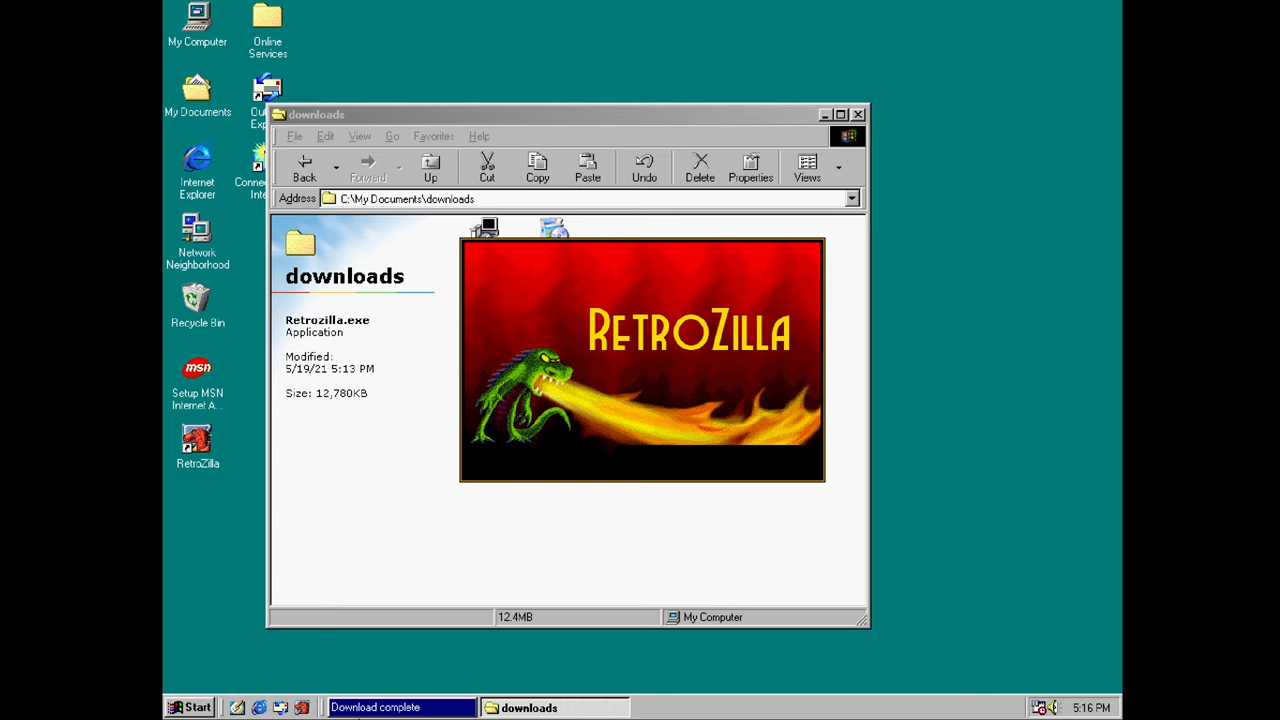 My Computer
Online
Services
My Documents
Internet
Explorer
Network
Neighborhood
Recycle Bin
Setup MSN
Internet A...
RetroZilla
downloads
File Edit View Go Favorites Help
Back Forward Up Cut Copy Paste Undo Delete Properties Views
Address C:\My Documents\downloads
downloads
Retrozilla.exe
Application
Modified:
5/19/21 5:13 PM
Size: 12,780KB
RETROZILLA
12.4MB My Computer
msn
Start Download complete downloads 5:16 PM